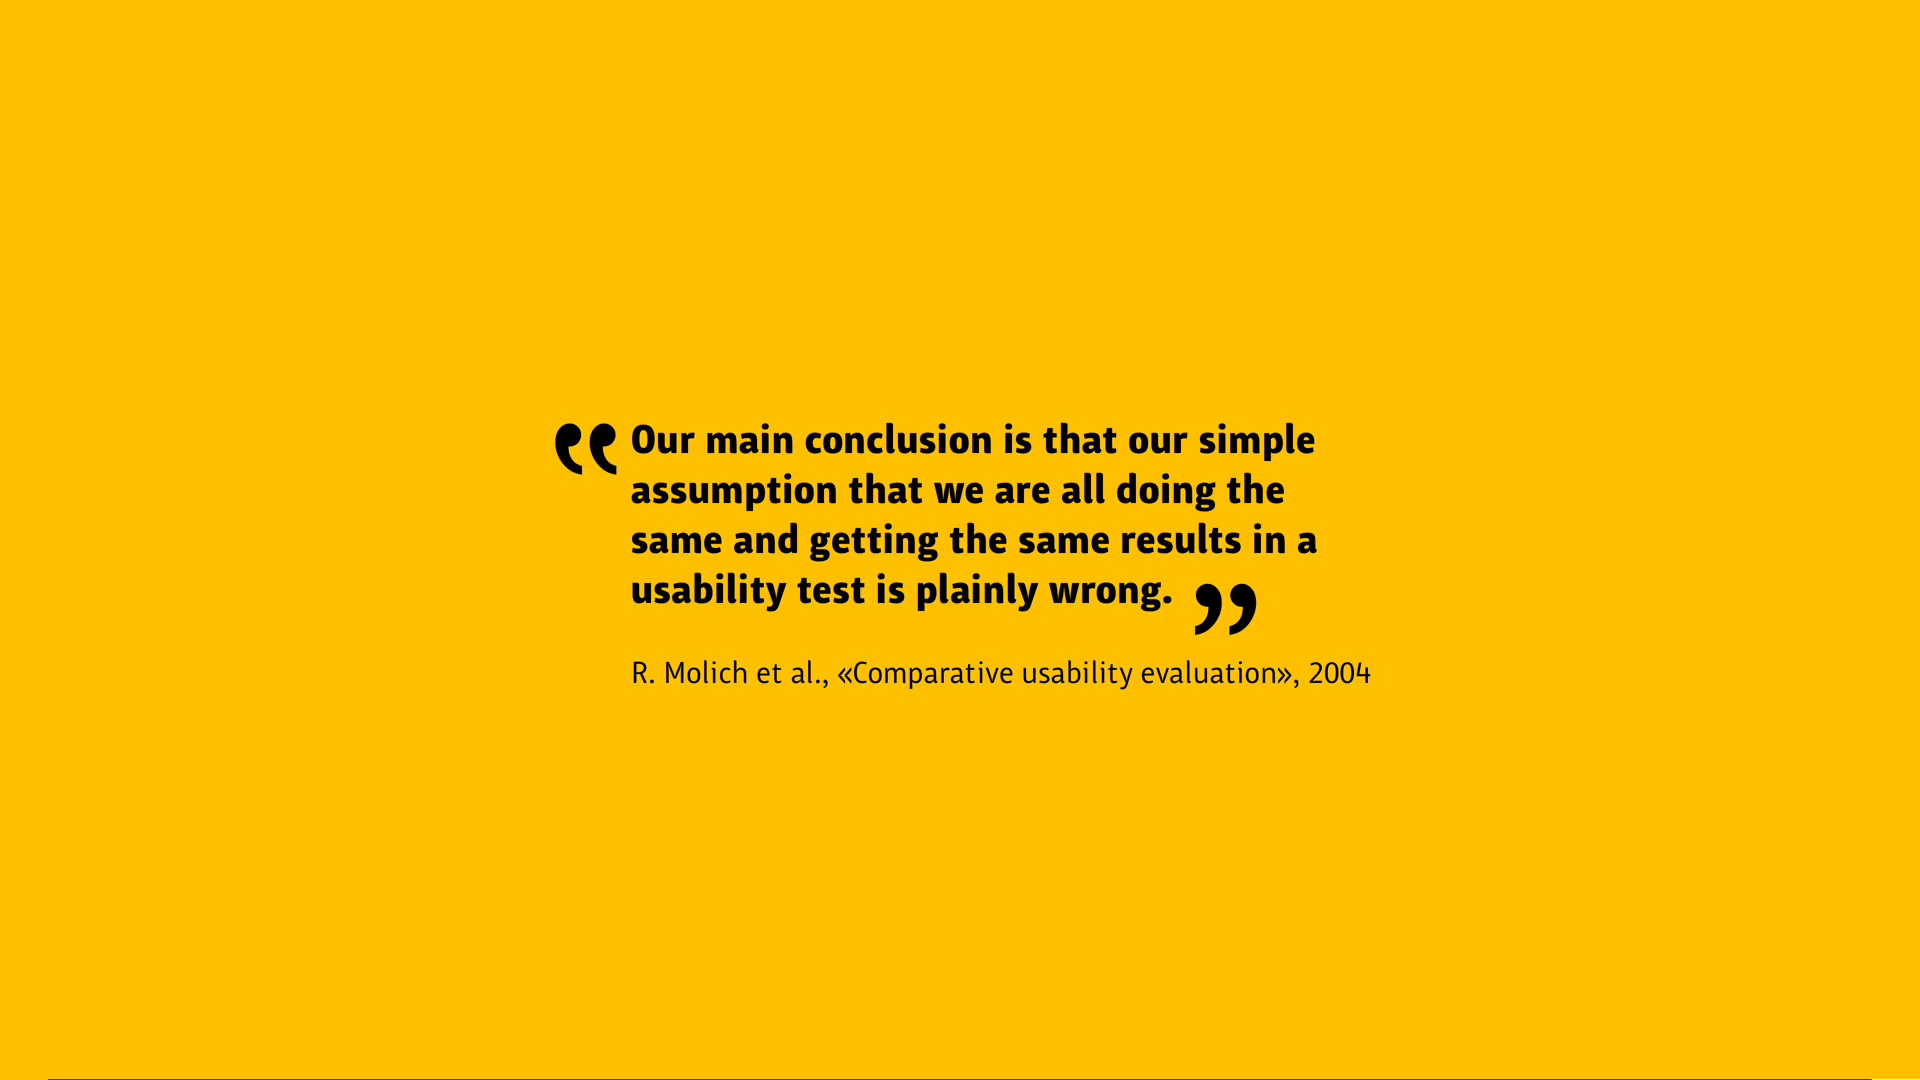 “Our main conclusion is that our simple
assumption that we are all doing the
same and getting the same results in a
usability test is plainly wrong.”
R. Molich et al., «Comparative usability evaluation», 2004